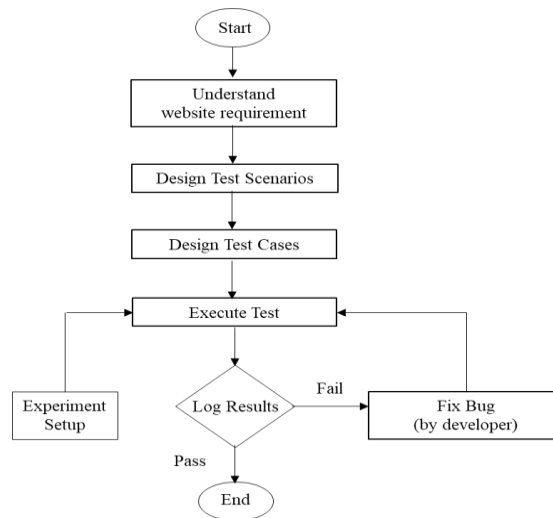 Start
Understand
website requirement
Design Test Scenarios
Design Test Cases
Execute Test
Fail
Experiment
Setup
Log Results
Fix Bug
(by developer)
Pass
End